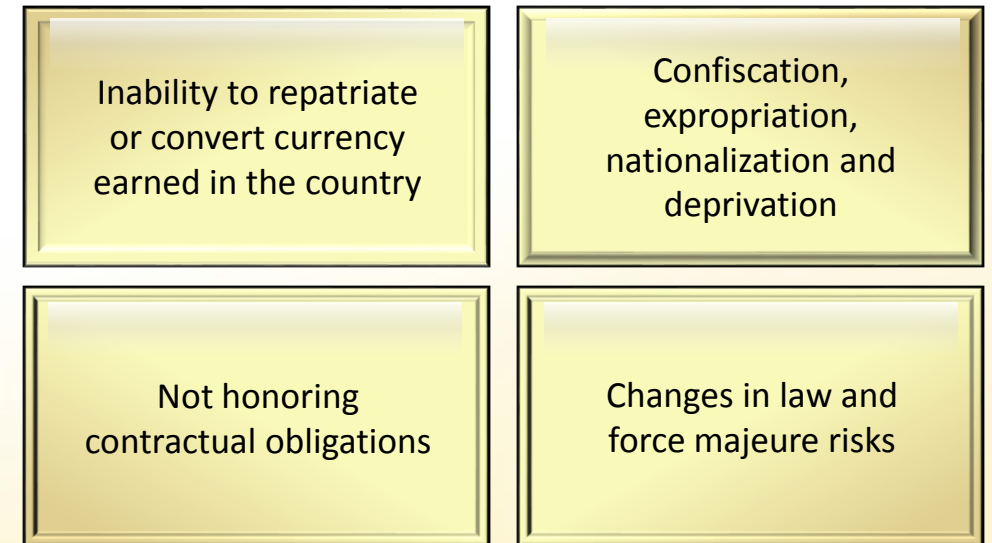 Inability to repatriate
or convert currency
earned in the country
Confiscation,
expropriation,
nationalization and
deprivation
Not honoring
contractual obligations
Changes in law and
force majeure risks